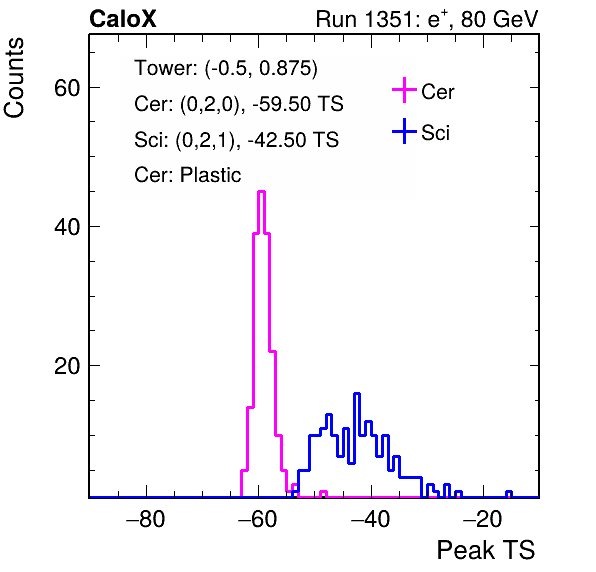 CaloX Run 1351: e⁺, 80 GeV
Counts
Tower: (-0.5, 0.875)
Cer: (0,2,0), -59.50 TS
Sci: (0,2,1), -42.50 TS
Cer: Plastic
Cer
Sci
60
40
20
−80 −60 −40 −20
Peak TS